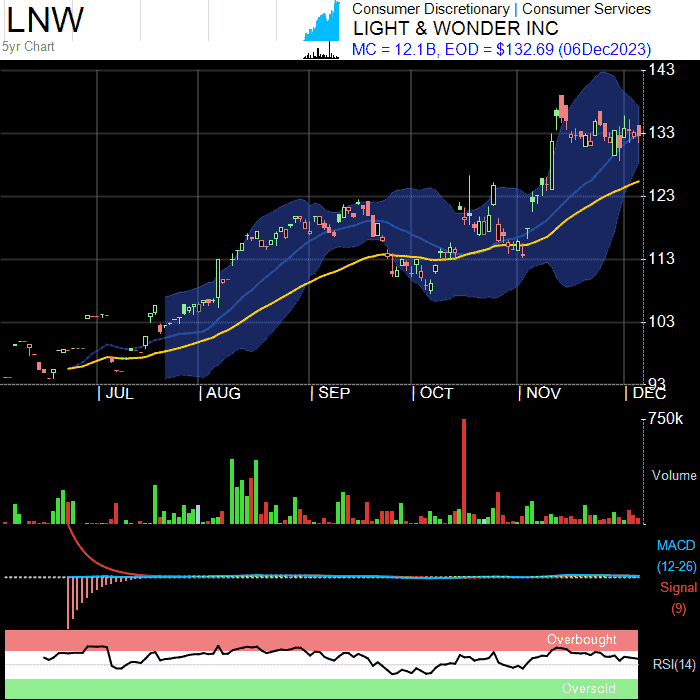 LNW
5yr Chart
Consumer Discretionary | Consumer Services
LIGHT & WONDER INC
MC = 12.1B, EOD = $132.69 (06Dec2023)
143
133
123
113
103
93
| JUL | AUG | SEP | OCT | NOV | DEC
750k
Volume
MACD
(12-26)
Signal
(9)
Overbought
RSI(14)
Oversold